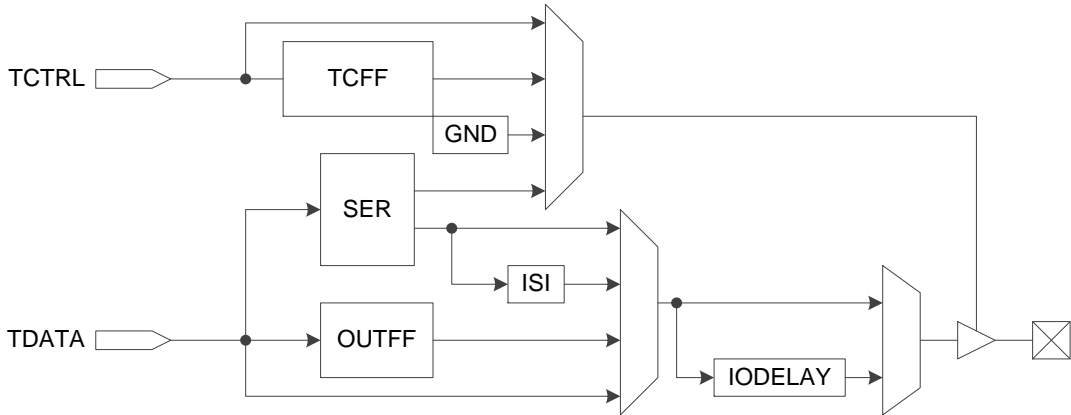 TCTRL
TCFF
GND
SER
ISI
TDATA
OUTFF
IODELAY